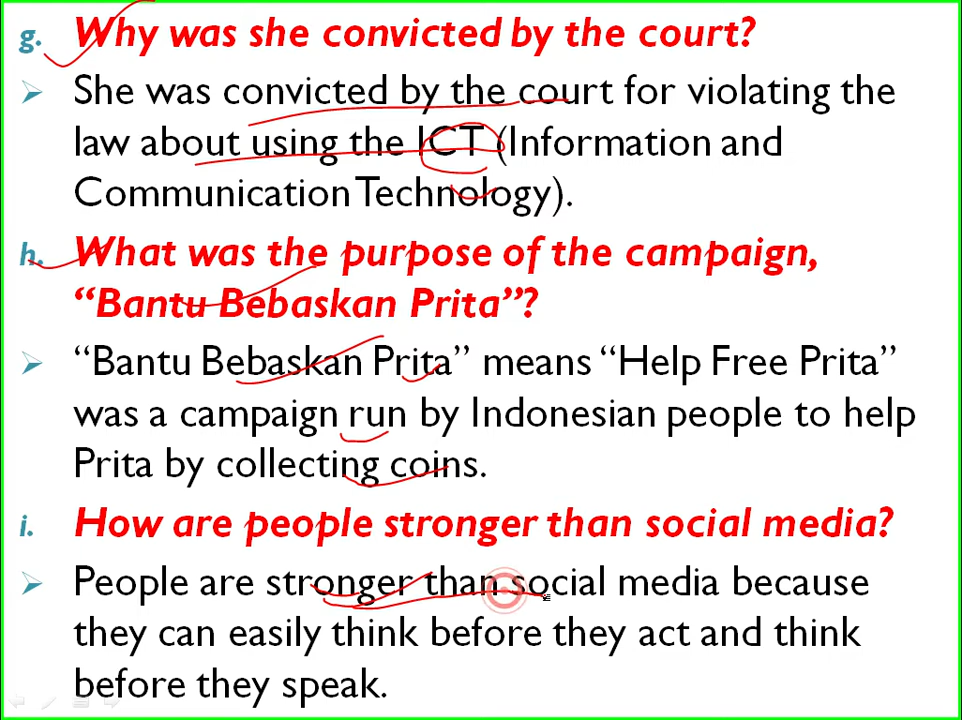 g. Why was she convicted by the court?
➢ She was convicted by the court for violating the
law about using the ICT (Information and
Communication Technology).
h. What was the purpose of the campaign,
“Bantu Bebaskan Prita”?
➢ “Bantu Bebaskan Prita” means “Help Free Prita”
was a campaign run by Indonesian people to help
Prita by collecting coins.
i. How are people stronger than social media?
➢ People are stronger than social media because
they can easily think before they act and think
before they speak.